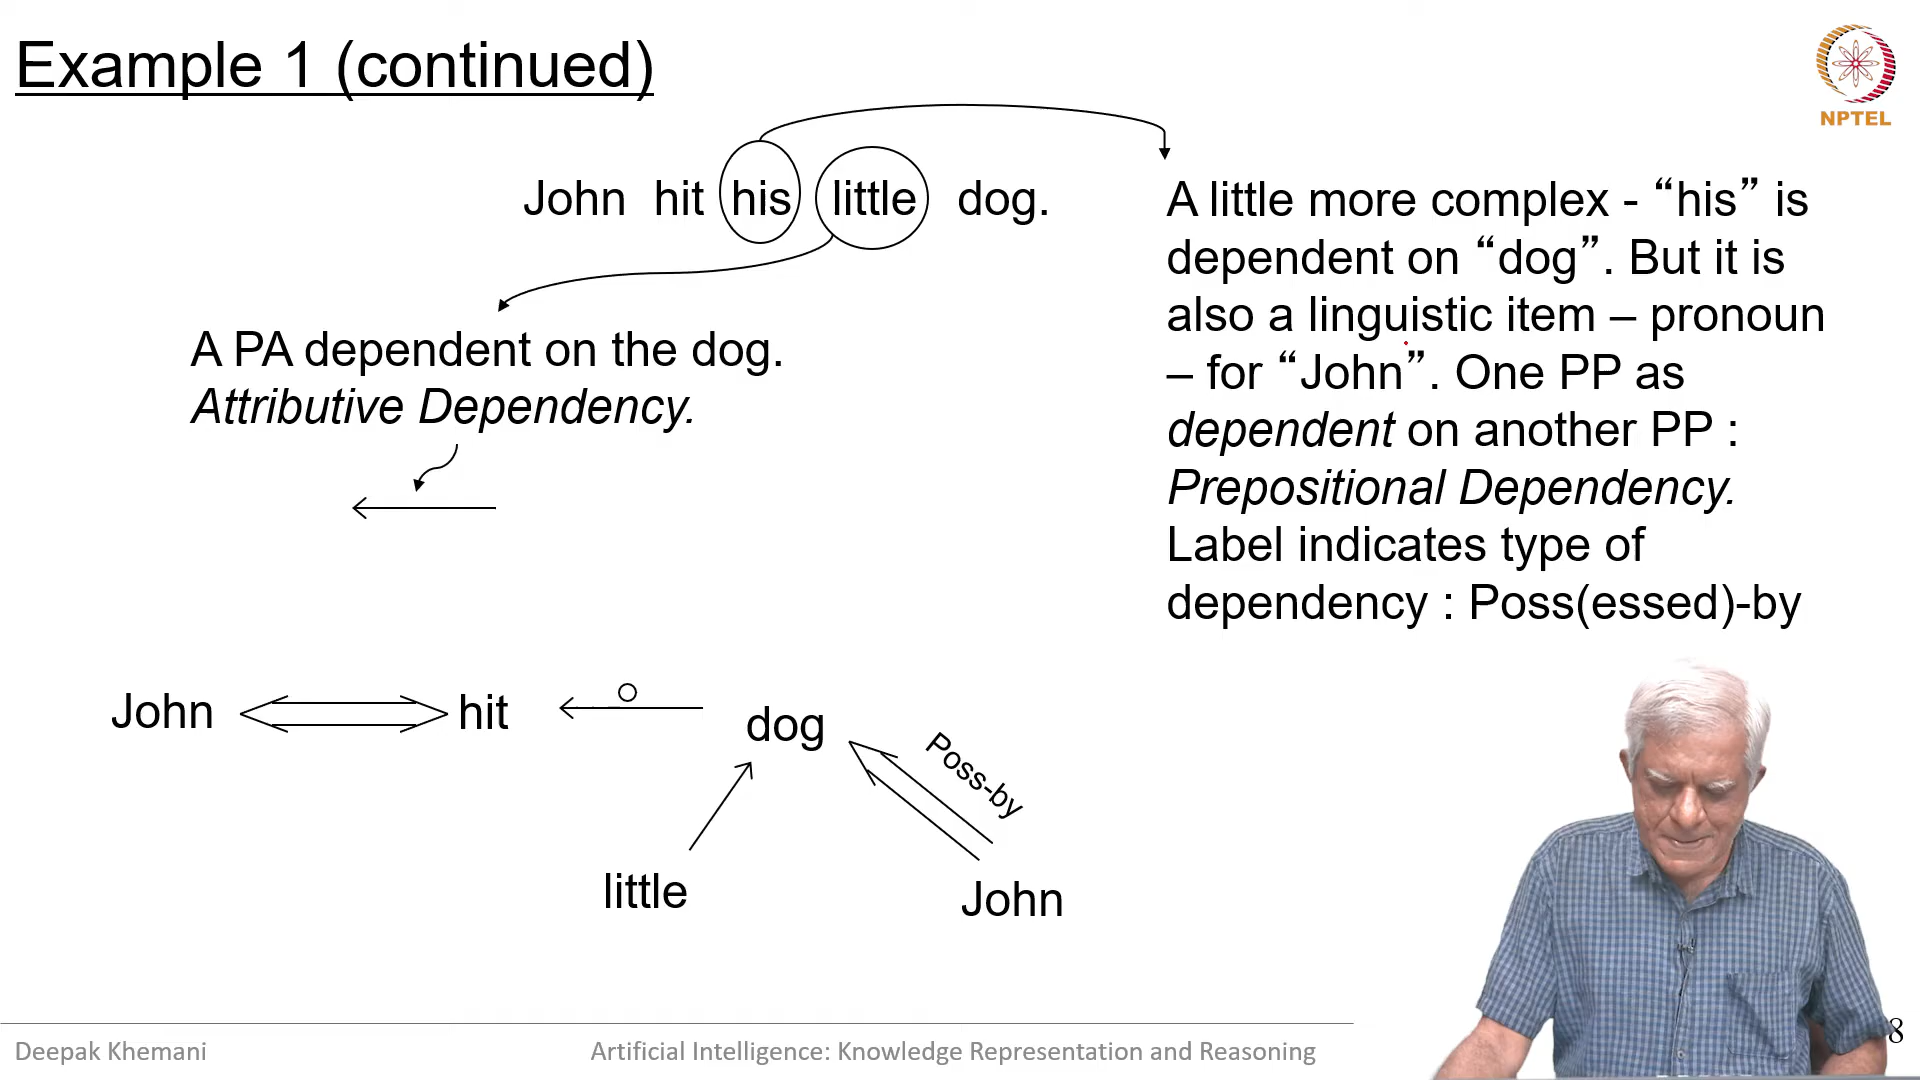 Example 1 (continued)
NPTEL
John hit his little dog.
A little more complex - “his” is
dependent on “dog”. But it is
also a linguistic item – pronoun
– for “John”. One PP as
dependent on another PP :
Prepositional Dependency.
Label indicates type of
dependency : Poss(essed)-by
A PA dependent on the dog.
Attributive Dependency.
John hit dog
Poss-by
little
John
Deepak Khemani
Artificial Intelligence: Knowledge Representation and Reasoning
8